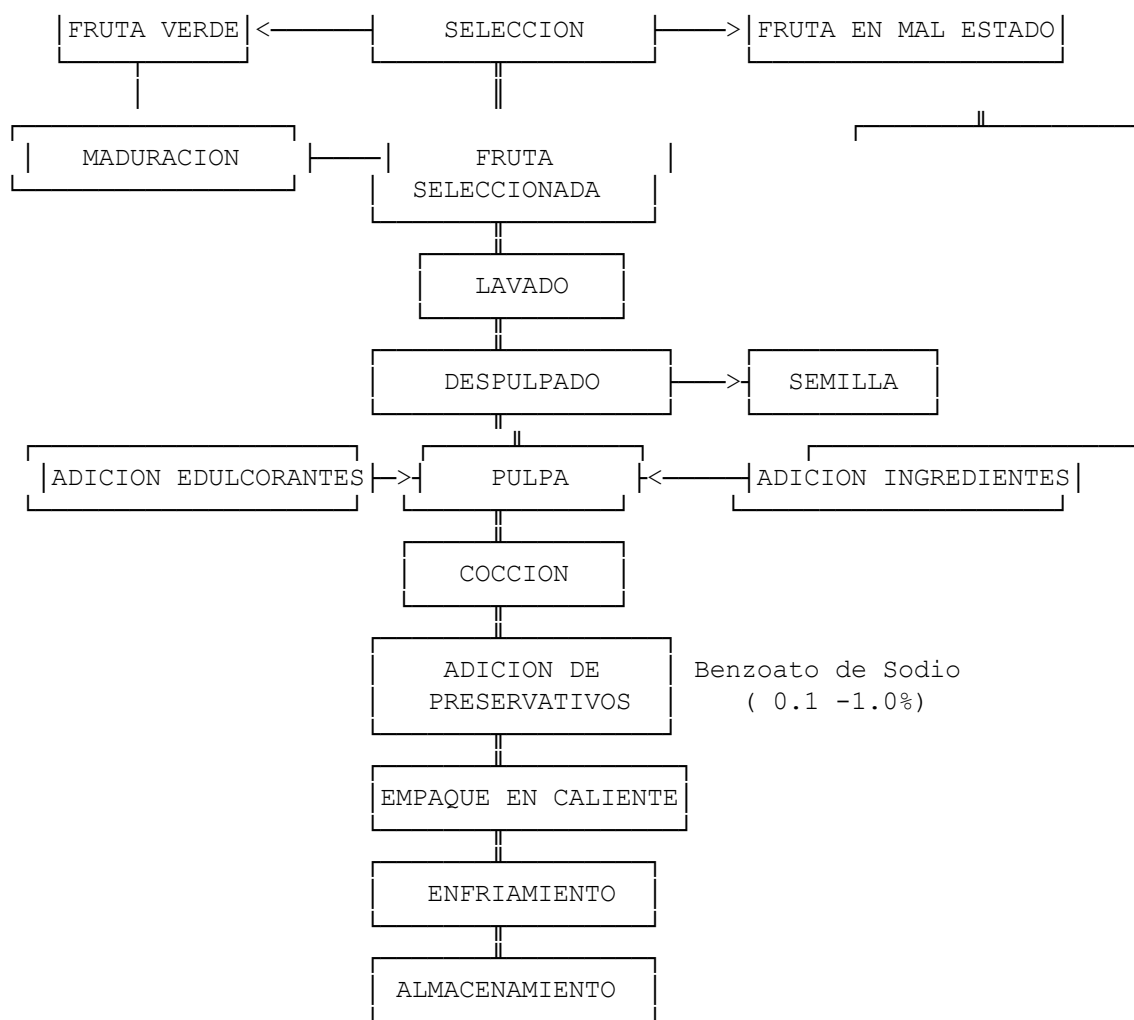 FRUTA VERDE SELECCION FRUTA EN MAL ESTADO
MADURACION FRUTA
SELECCIONADA
LAVADO
DESPULPADO SEMILLA
ADICION EDULCORANTES PULPA ADICION INGREDIENTES
COCCION
ADICION DE Benzoato de Sodio
PRESERVATIVOS ( 0.1 -1.0%)
EMPAQUE EN CALIENTE
ENFRIAMIENTO
ALMACENAMIENTO